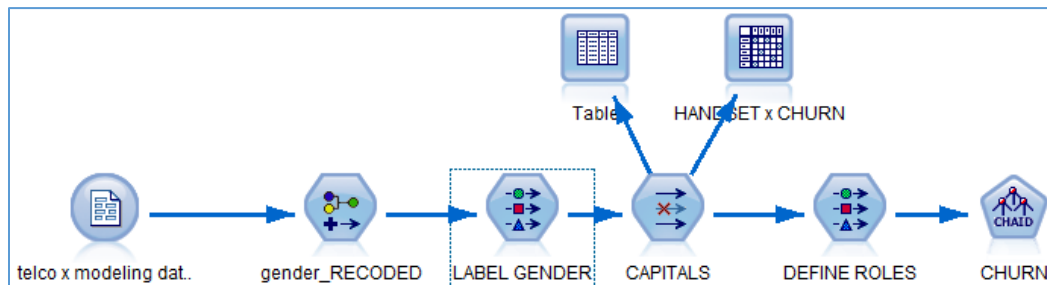 Table
HANDSET x CHURN
CHAID
telco x modeling dat..
gender_RECODED
LABEL GENDER
CAPITALS
DEFINE ROLES
CHURN